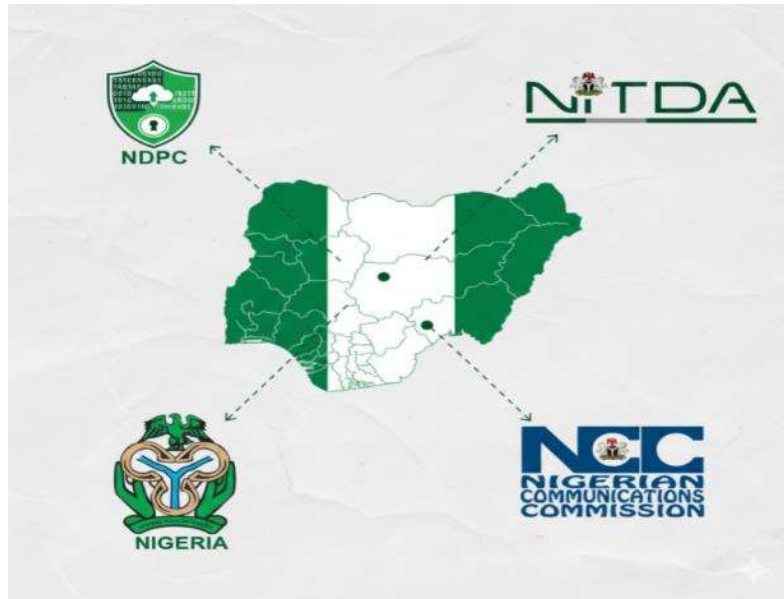 NDPC
NiTDA
NIGERIA
NCC
NIGERIAN
COMMUNICATIONS
COMMISSION